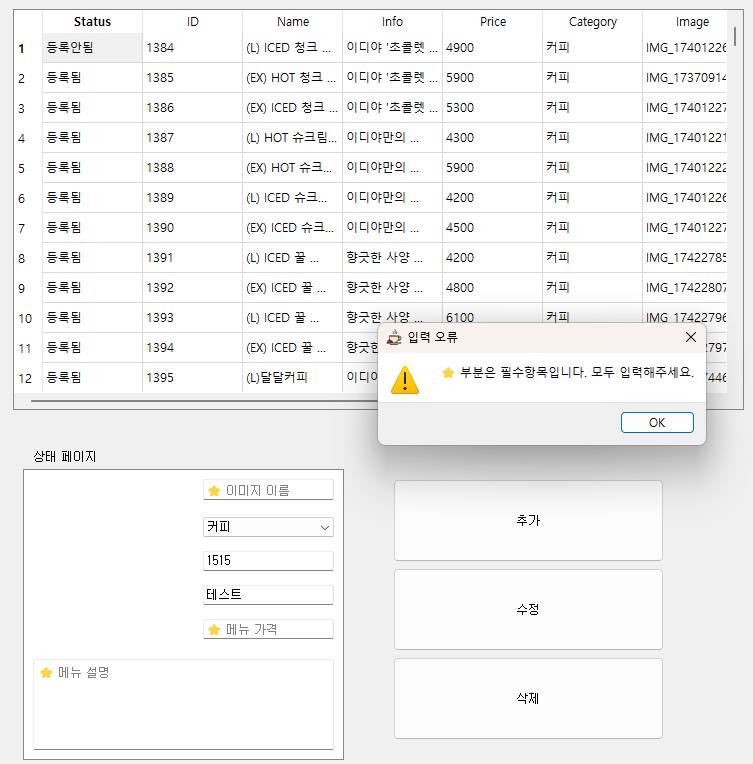 Status ID Name Info Price Category Image
1 등록안됨 1384 (L) ICED 청크 ... 이디야 '초콜렛 ... 4900 커피 IMG_17401226
2 등록됨 1385 (EX) HOT 청크 ... 이디야 '초콜렛 ... 5900 커피 IMG_17370914
3 등록됨 1386 (EX) ICED 청크 ... 이디야 '초콜렛 ... 5300 커피 IMG_17401227
4 등록됨 1387 (L) HOT 슈크림... 이디야만의 ... 4300 커피 IMG_17401221
5 등록됨 1388 (EX) HOT 슈크... 이디야만의 ... 5900 커피 IMG_17401222
6 등록됨 1389 (L) ICED 슈크... 이디야만의 ... 4200 커피 IMG_17401226
7 등록됨 1390 (EX) ICED 슈크... 이디야만의 ... 4500 커피 IMG_17401227
8 등록됨 1391 (L) ICED 꿀 ... 향긋한 사양 ... 4200 커피 IMG_17422785
9 등록됨 1392 (EX) ICED 꿀 ... 향긋한 사양 ... 4800 커피 IMG_17422807
10 등록됨 1393 (L) ICED 꿀 ... 향긋한 사양 ... 6100 커피 IMG_17422796
11 등록됨 1394 (EX) ICED 꿀 ... 2797
12 등록됨 1395 (L)달달커피 이디 7446
입력 오류
⭐ 부분은 필수항목입니다. 모두 입력해주세요.
OK
상태 페이지
⭐ 이미지 이름
커피
1515
테스트
⭐ 메뉴 가격
⭐ 메뉴 설명
추가
수정
삭제